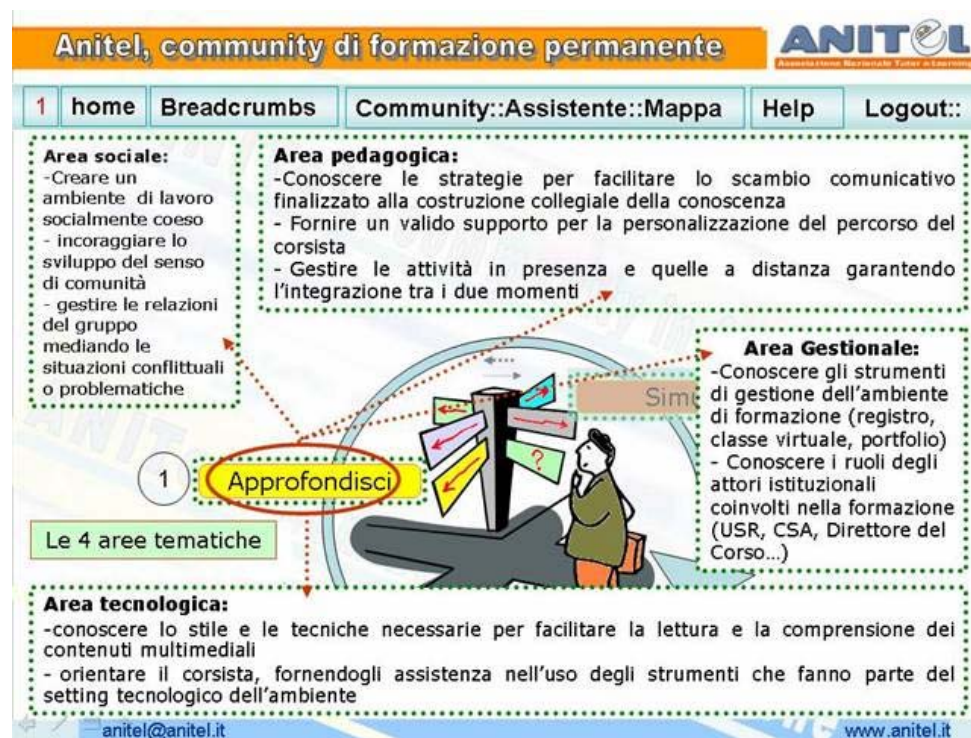 Anitel, community di formazione permanente
ANITEL
Associazione Nazionale Tutor e-Learning
1 home Breadcrumbs Community::Assistente::Mappa Help Logout::
Area sociale:
-Creare un
ambiente di lavoro
socialmente coeso
- incoraggiare lo
sviluppo del senso
di comunità
- gestire le relazioni
del gruppo
mediando le
situazioni conflittuali
o problematiche
Area pedagogica:
-Conoscere le strategie per facilitare lo scambio comunicativo
finalizzato alla costruzione collegiale della conoscenza
- Fornire un valido supporto per la personalizzazione del percorso del
corsista
- Gestire le attività in presenza e quelle a distanza garantendo
l'integrazione tra i due momenti
Area Gestionale:
-Conoscere gli strumenti
di gestione dell'ambiente
di formazione (registro,
classe virtuale, portfolio)
- Conoscere i ruoli degli
attori istituzionali
coinvolti nella formazione
(USR, CSA, Direttore del
Corso…)
?
1
Approfondisci
Le 4 aree tematiche
Area tecnologica:
-conoscere lo stile e le tecniche necessarie per facilitare la lettura e la comprensione dei
contenuti multimediali
- orientare il corsista, fornendogli assistenza nell'uso degli strumenti che fanno parte del
setting tecnologico dell'ambiente
anitel@anitel.it
www.anitel.it